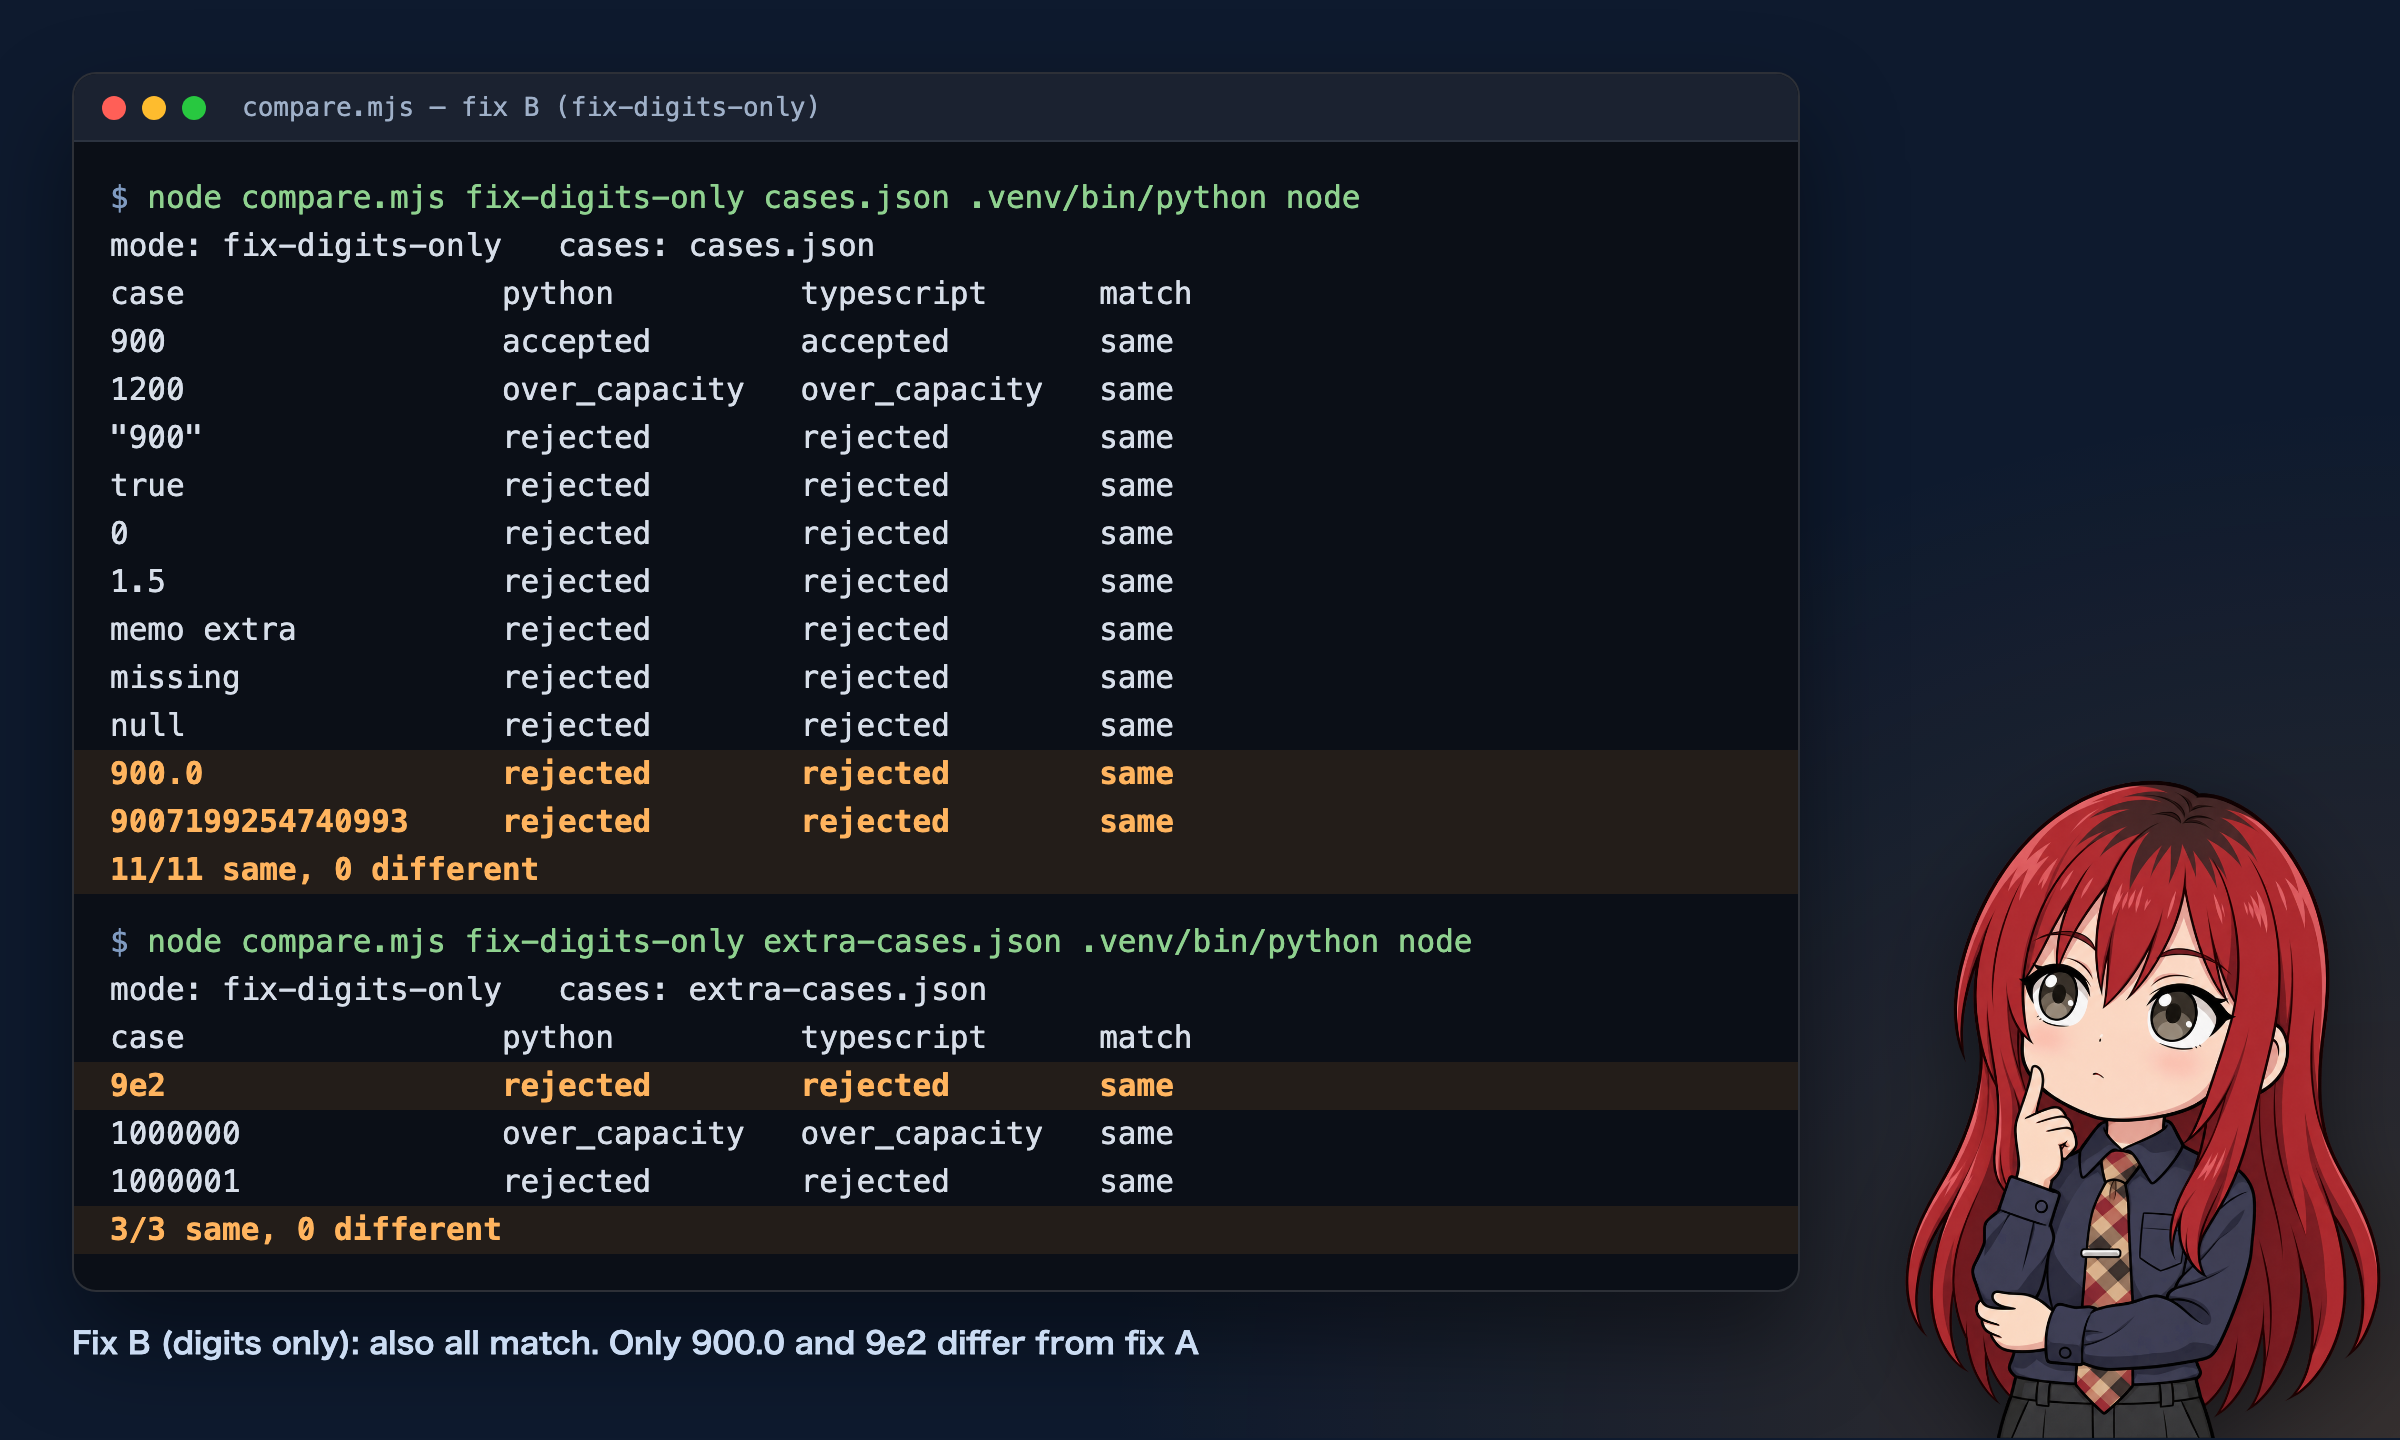 compare.mjs — fix B (fix-digits-only)
$ node compare.mjs fix-digits-only cases.json .venv/bin/python node
mode: fix-digits-only   cases: cases.json
case                 python          typescript      match
900                  accepted        accepted        same
1200                 over_capacity   over_capacity   same
"900"                rejected        rejected        same
true                 rejected        rejected        same
0                    rejected        rejected        same
1.5                  rejected        rejected        same
memo extra           rejected        rejected        same
missing              rejected        rejected        same
null                 rejected        rejected        same
900.0                rejected        rejected        same
9007199254740993     rejected        rejected        same
11/11 same, 0 different
$ node compare.mjs fix-digits-only extra-cases.json .venv/bin/python node
mode: fix-digits-only   cases: extra-cases.json
case                 python          typescript      match
9e2                  rejected        rejected        same
1000000              over_capacity   over_capacity   same
1000001              rejected        rejected        same
3/3 same, 0 different
Fix B (digits only): also all match. Only 900.0 and 9e2 differ from fix A